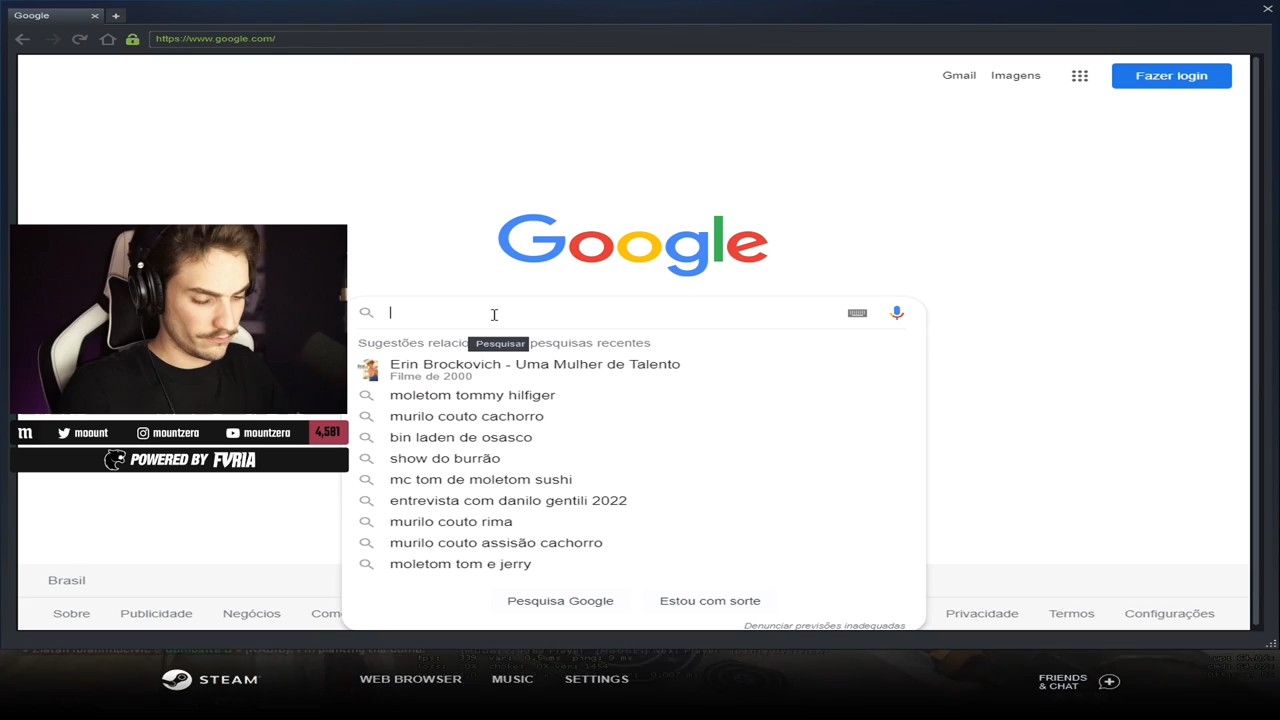 Google
https://www.google.com/
Gmail Imagens Fazer login
Google
Sugestões relacio Pesquisar pesquisas recentes
Erin Brockovich - Uma Mulher de Talento
Filme de 2000
moletom tommy hilfiger
murilo couto cachorro
bin laden de osasco
show do burrão
mc tom de moletom sushi
entrevista com danilo gentili 2022
murilo couto rima
murilo couto assisão cachorro
moletom tom e jerry
Pesquisa Google Estou com sorte
Denunciar previsões inadequadas
m moount mountzera mountzera 4,581
POWERED BY FVRIA
Brasil
Sobre Publicidade Negócios Com Privacidade Termos Configurações
STEAM WEB BROWSER MUSIC SETTINGS FRIENDS & CHAT